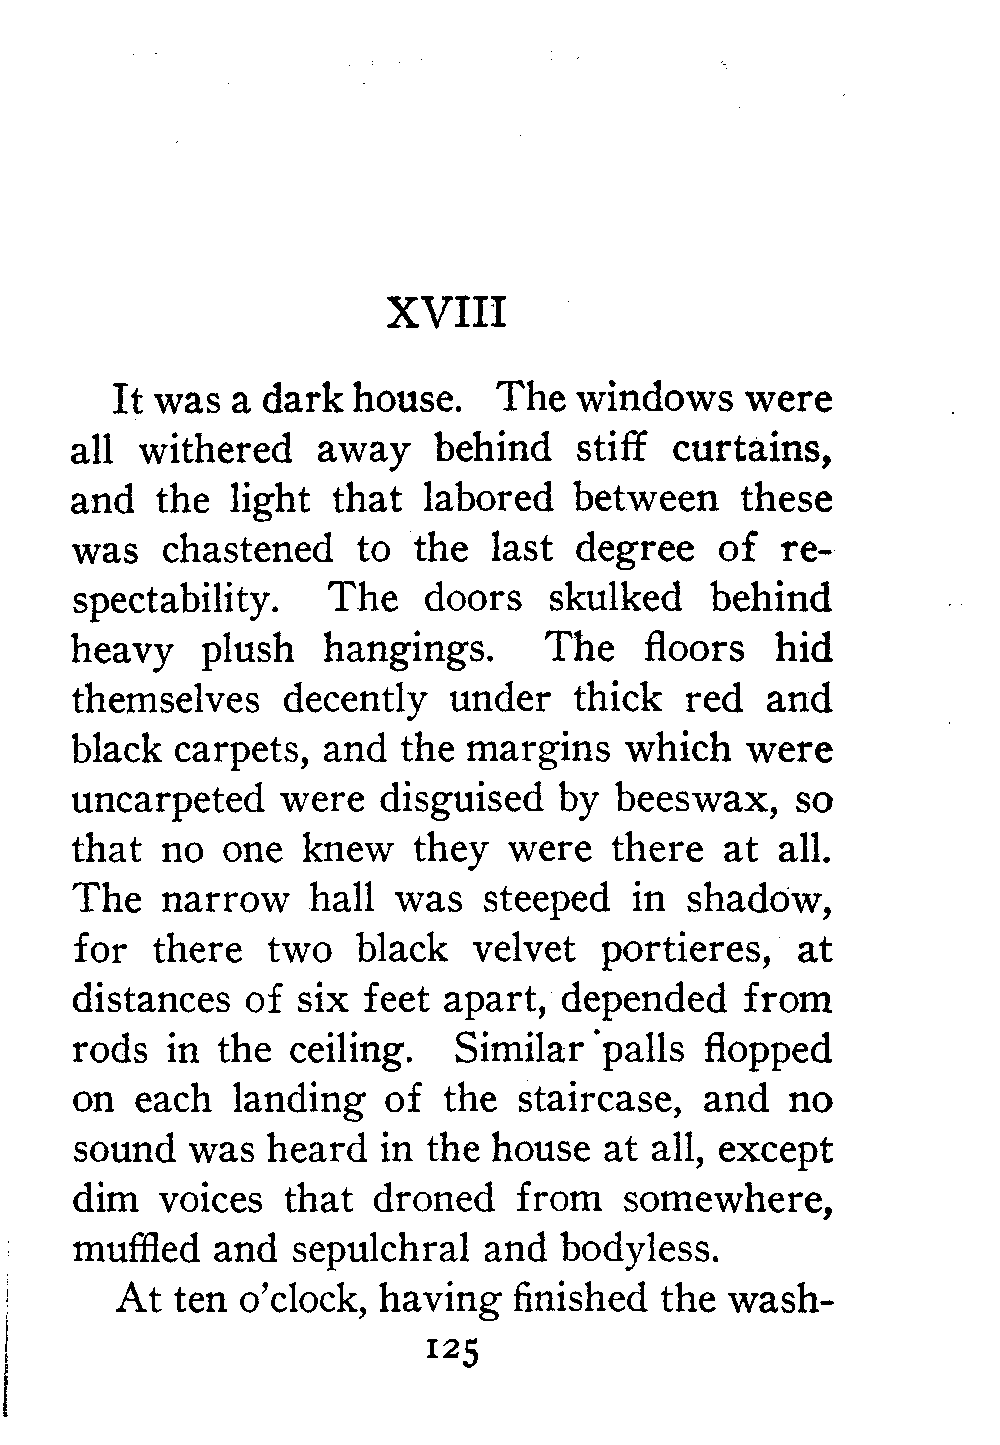 XVIII
It was a dark house. The windows were
all withered away behind stiff curtains,
and the light that labored between these
was chastened to the last degree of re-
spectability. The doors skulked behind
heavy plush hangings. The floors hid
themselves decently under thick red and
black carpets, and the margins which were
uncarpeted were disguised by beeswax, so
that no one knew they were there at all.
The narrow hall was steeped in shadow,
for there two black velvet portieres, at
distances of six feet apart, depended from
rods in the ceiling. Similar palls flopped
on each landing of the staircase, and no
sound was heard in the house at all, except
dim voices that droned from somewhere,
muffled and sepulchral and bodyless.
At ten o'clock, having finished the wash-
125